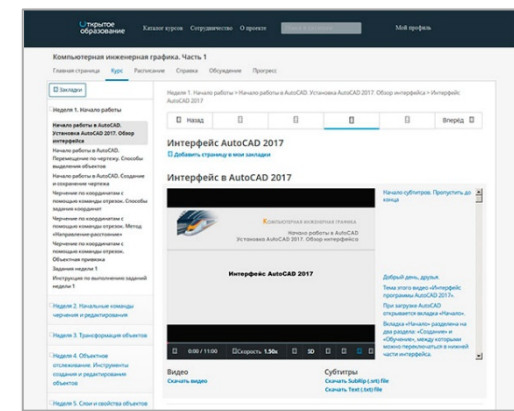 Открытое
образование
Каталог курсов Сотрудничество О проекте
Мой профиль
Компьютерная инженерная графика. Часть 1
Главная страница Курс Расписание Справка Обсуждение Прогресс
Закладки
Неделя 1. Начало работы
Начало работы в AutoCAD.
Установка AutoCAD 2017. Обзор
интерфейса
Начало работы в AutoCAD.
Перемещение по чертежу. Способы
выделения объектов
Начало работы в AutoCAD. Создание
и сохранение чертежа
Черчение по координатам с
помощью команды отрезок. Способы
задания координат
Черчение по координатам с
помощью команды отрезок. Метод
«Направление-расстояние»
Черчение по координатам с
помощью команды отрезок.
Объектная привязка
Задания недели 1
Инструкция по выполнению заданий
недели 1
Неделя 2. Начальные команды
черчения и редактирования
Неделя 3. Трансформация объектов
Неделя 4. Объектное
отслеживание. Инструменты
создания и редактирования
объектов
Неделя 5. Слои и свойства объектов
Неделя 1. Начало работы > Начало работы в AutoCAD. Установка AutoCAD 2017. Обзор интерфейса > Интерфейс
AutoCAD 2017
Назад Вперед
Интерфейс AutoCAD 2017
Добавить страницу в мои закладки
Интерфейс в AutoCAD 2017
Компьютерная инженерная графика
Начало работы в AutoCAD
Установка AutoCAD 2017. Обзор интерфейса
Интерфейс AutoCAD 2017
0:00 / 11:00 Скорость 1.50x SD
Начало субтитров. Пропустить до
конца
Добрый день, друзья.
Тема этого видео «Интерфейс
программы AutoCAD 2017».
При загрузке AutoCAD
открывается вкладка «Начало».
Вкладка «Начало» разделена на
два раздела: «Создание» и
«Обучение», между которыми
можно переключаться в нижней
части интерфейса.
Видео
Скачать видео
Субтитры
Скачать SubRip (.srt) file
Скачать Text (.txt) file